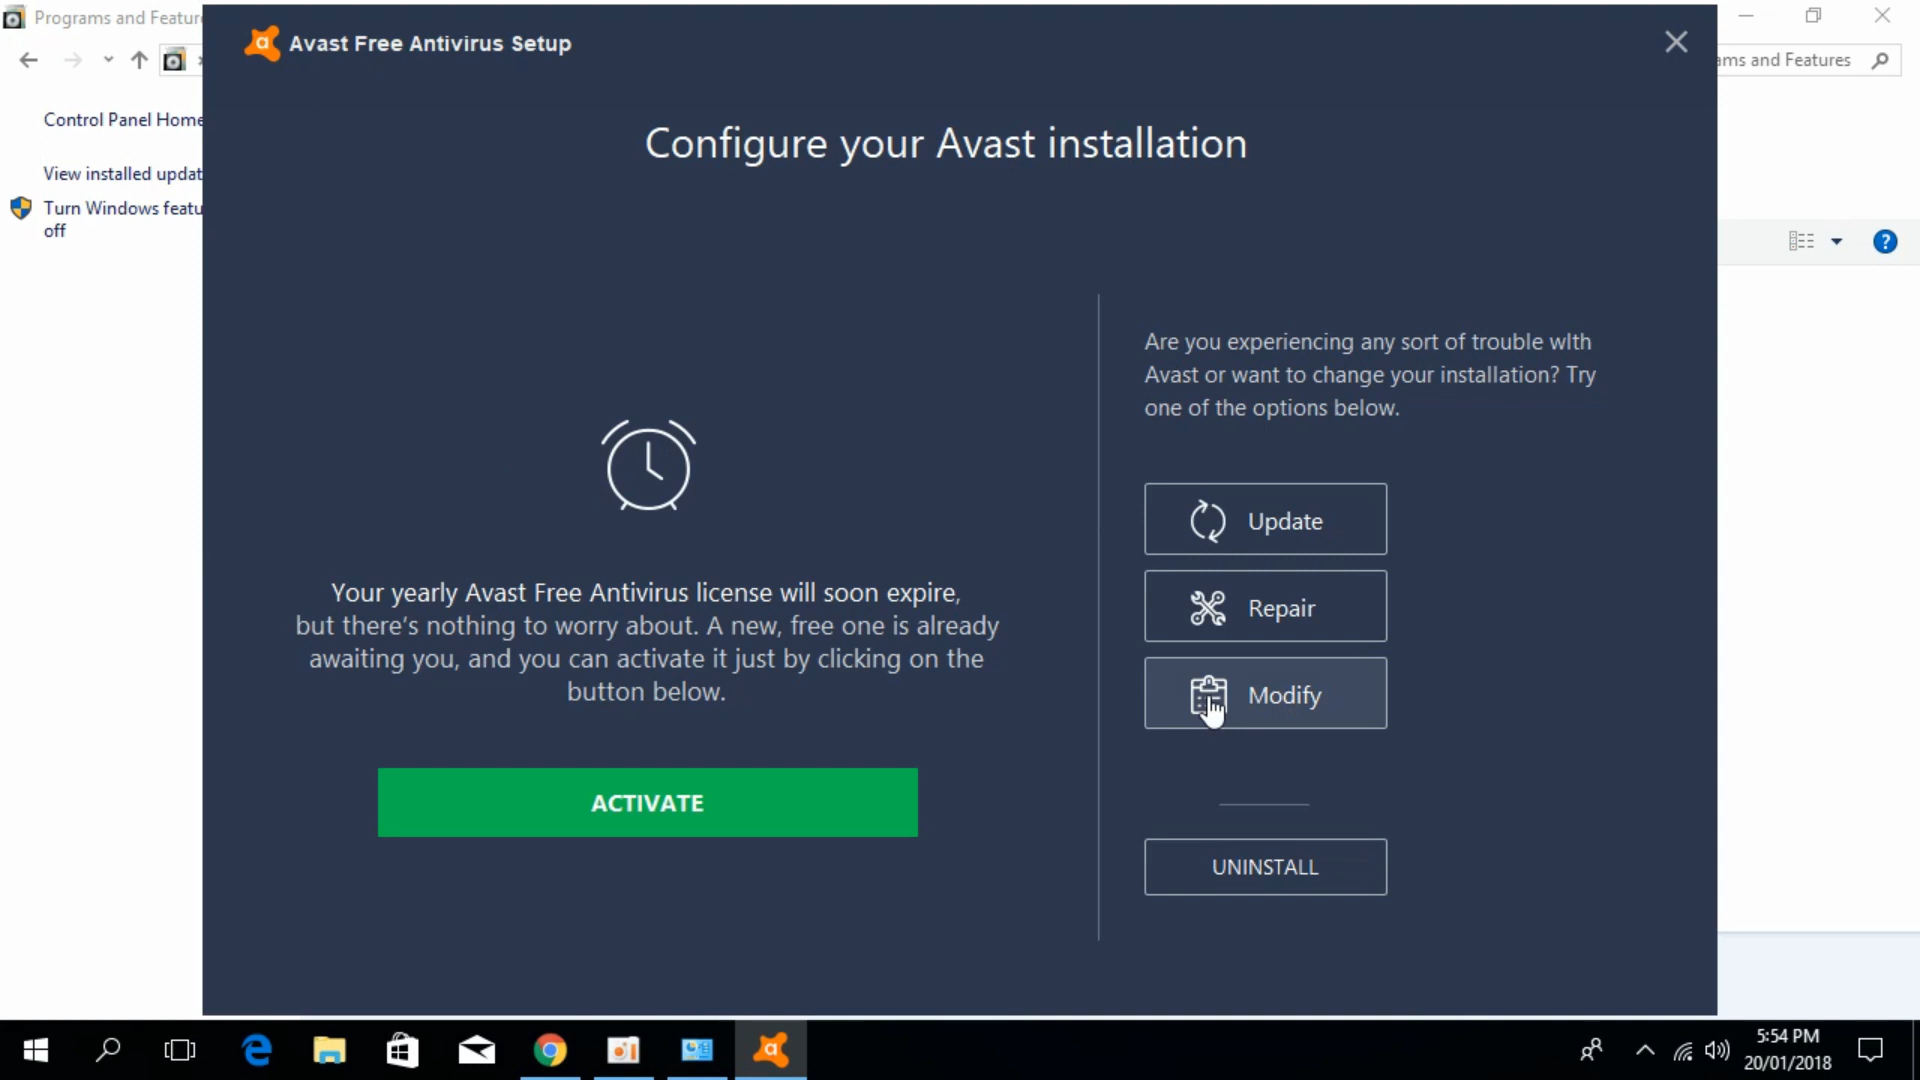 Programs and Featur
Avast Free Antivirus Setup
ams and Features
Control Panel Home
View installed updat
Turn Windows featu
off
Configure your Avast installation
Are you experiencing any sort of trouble with
Avast or want to change your installation? Try
one of the options below.
Update
Repair
Modify
UNINSTALL
Your yearly Avast Free Antivirus license will soon expire,
but there's nothing to worry about. A new, free one is already
awaiting you, and you can activate it just by clicking on the
button below.
ACTIVATE
5:54 PM
20/01/2018